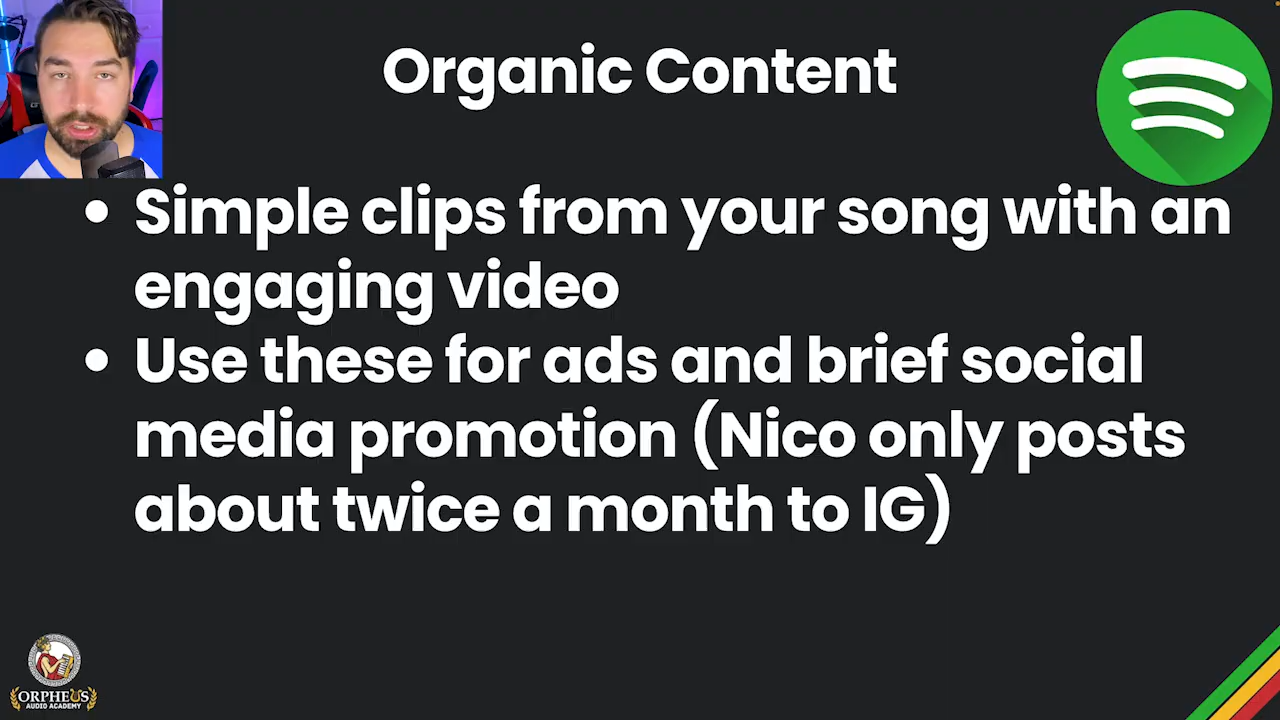 Organic Content
• Simple clips from your song with an
engaging video
• Use these for ads and brief social
media promotion (Nico only posts
about twice a month to IG)
ORPHEUS
AUDIO ACADEMY